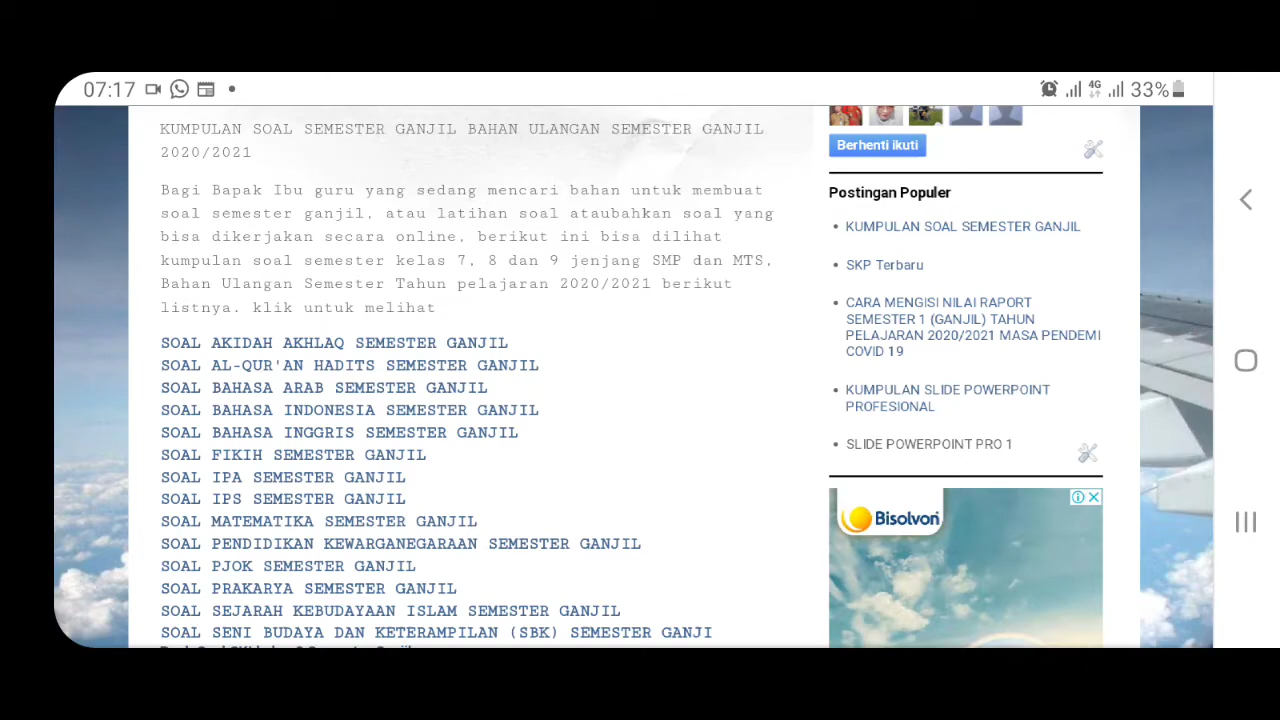 07:17
4G
33%
KUMPULAN SOAL SEMESTER GANJIL BAHAN ULANGAN SEMESTER GANJIL
2020/2021
Bagi Bapak Ibu guru yang sedang mencari bahan untuk membuat
soal semester ganjil, atau latihan soal ataubahkan soal yang
bisa dikerjakan secara online, berikut ini bisa dilihat
kumpulan soal semester kelas 7, 8 dan 9 jenjang SMP dan MTS,
Bahan Ulangan Semester Tahun pelajaran 2020/2021 berikut
listnya. klik untuk melihat
SOAL AKIDAH AKHLAQ SEMESTER GANJIL
SOAL AL-QUR'AN HADITS SEMESTER GANJIL
SOAL BAHASA ARAB SEMESTER GANJIL
SOAL BAHASA INDONESIA SEMESTER GANJIL
SOAL BAHASA INGGRIS SEMESTER GANJIL
SOAL FIKIH SEMESTER GANJIL
SOAL IPA SEMESTER GANJIL
SOAL IPS SEMESTER GANJIL
SOAL MATEMATIKA SEMESTER GANJIL
SOAL PENDIDIKAN KEWARGANEGARAAN SEMESTER GANJIL
SOAL PJOK SEMESTER GANJIL
SOAL PRAKARYA SEMESTER GANJIL
SOAL SEJARAH KEBUDAYAAN ISLAM SEMESTER GANJIL
SOAL SENI BUDAYA DAN KETERAMPILAN (SBK) SEMESTER GANJI
Berhenti ikuti
Postingan Populer
KUMPULAN SOAL SEMESTER GANJIL
SKP Terbaru
CARA MENGISI NILAI RAPORT
SEMESTER 1 (GANJIL) TAHUN
PELAJARAN 2020/2021 MASA PENDEMI
COVID 19
KUMPULAN SLIDE POWERPOINT
PROFESIONAL
SLIDE POWERPOINT PRO 1
Bisolvon